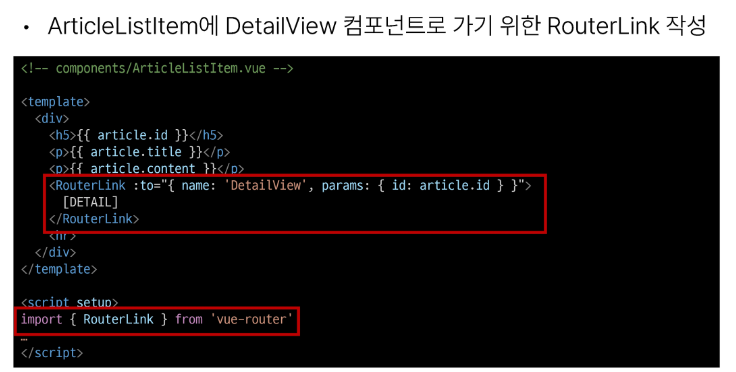 • ArticleListItem에 DetailView 컴포넌트로 가기 위한 RouterLink 작성
<!-- components/ArticleListItem.vue -->
<template>
<div>
<h5>{{ article.id }}</h5>
<p>{{ article.title }}</p>
<p>{{ article.content }}</p>
<RouterLink :to="{ name: 'DetailView', params: { id: article.id } }">
[DETAIL]
</RouterLink>
<hr>
</div>
</template>
<script setup>
import { RouterLink } from 'vue-router'
…
</script>